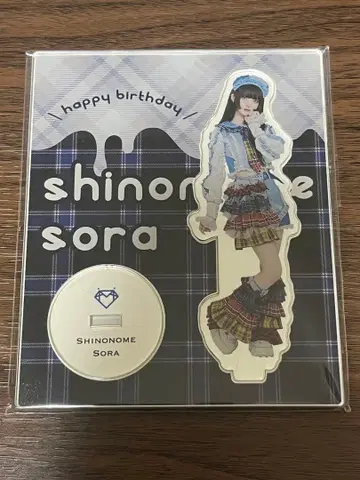 \ happy birthday /
shinonome
sora
SHINONOME
SORA